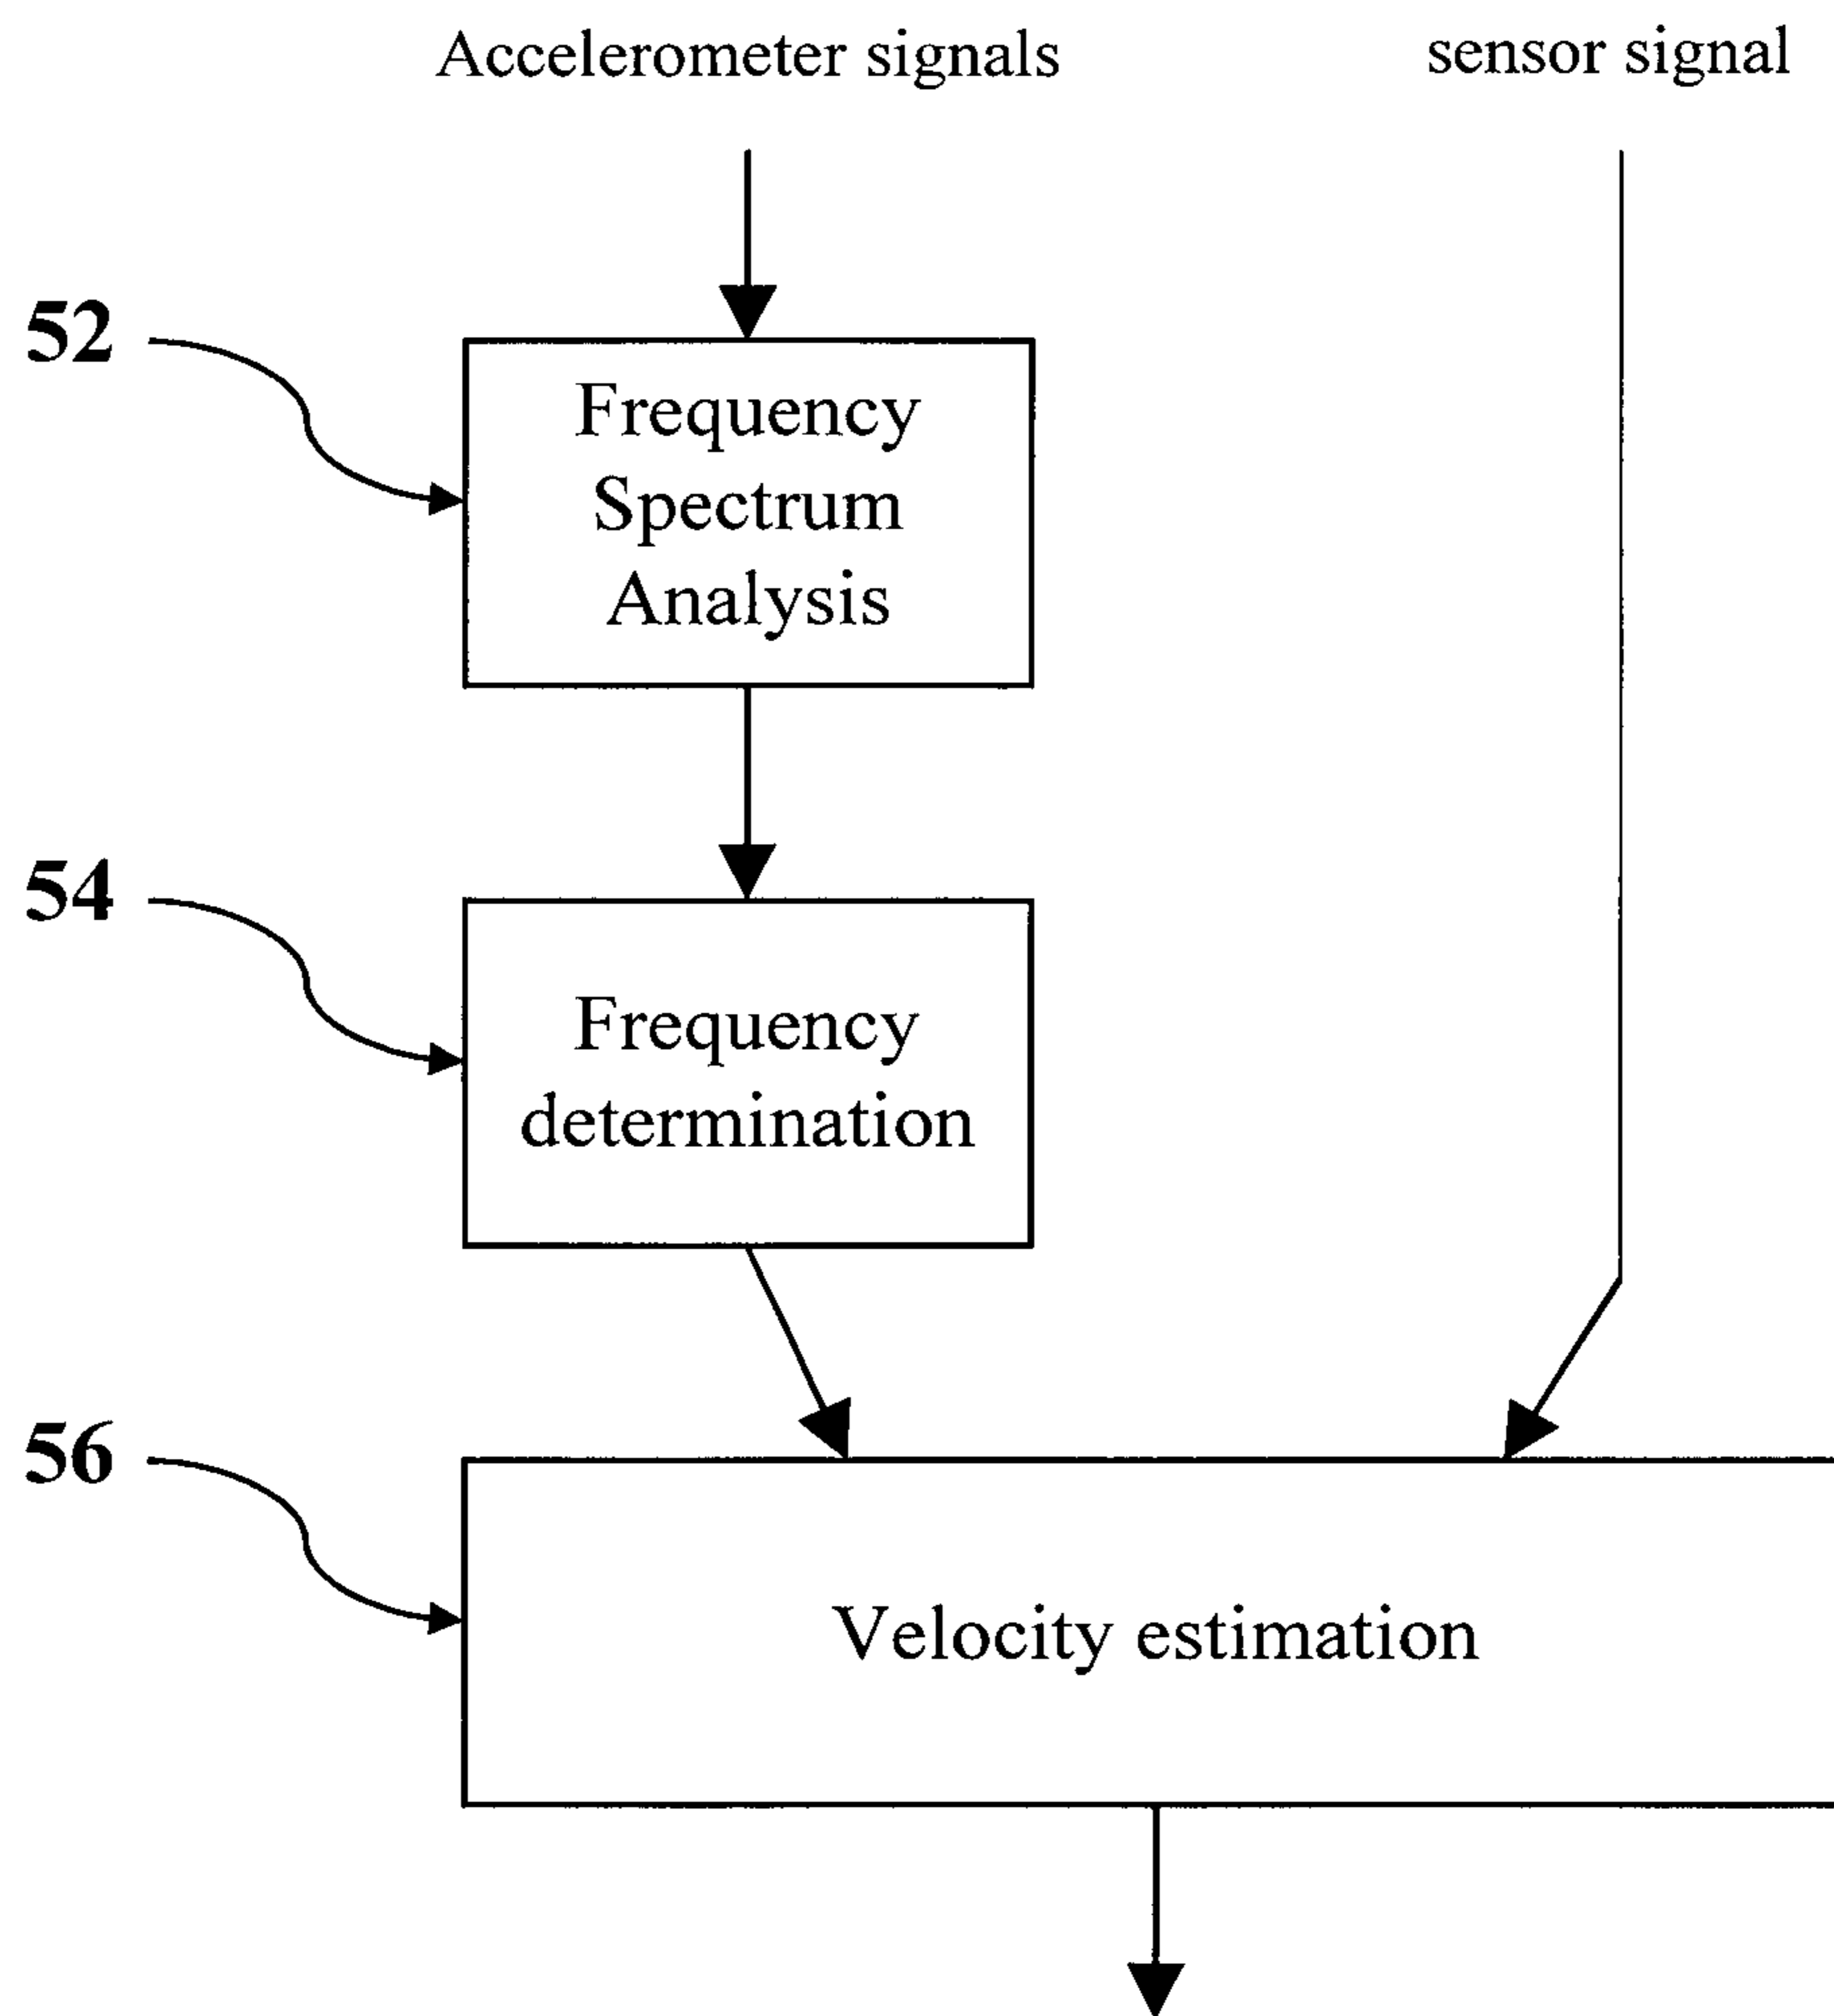 Accelerometer signals
sensor signal
52
Frequency
Spectrum
Analysis
54
Frequency
determination
56
Velocity estimation